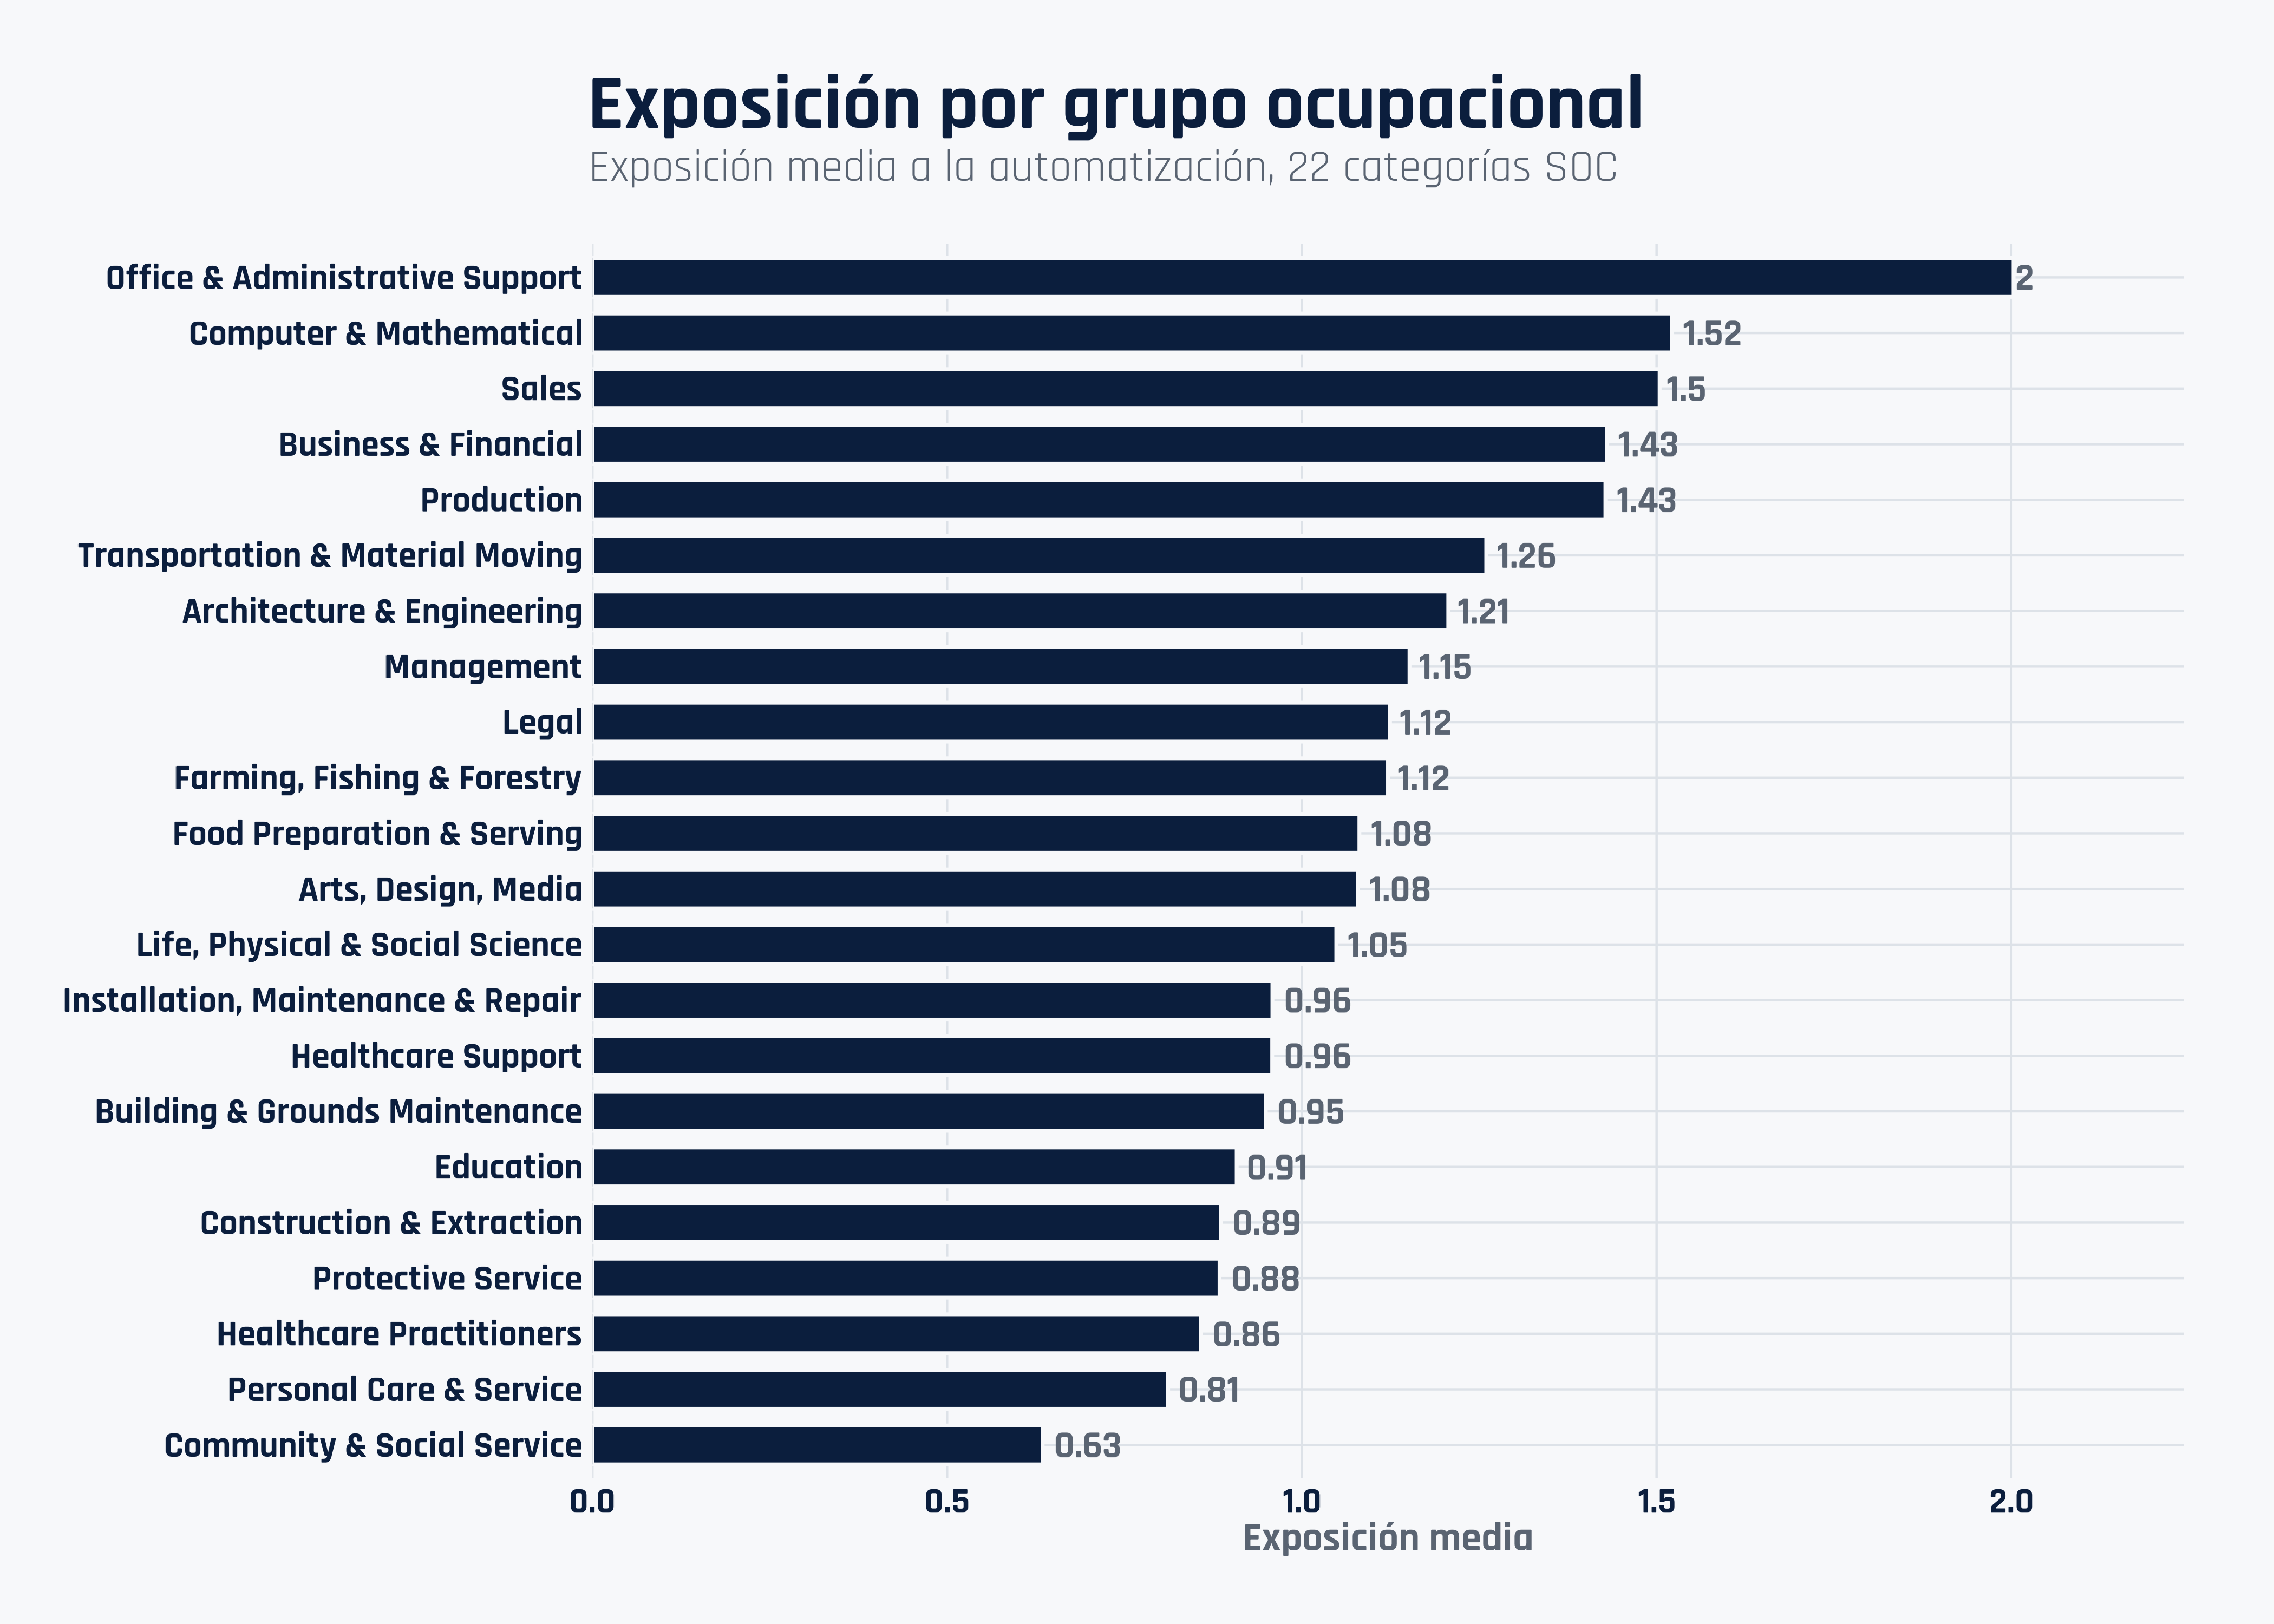 Exposición por grupo ocupacional
Exposición media a la automatización, 22 categorías SOC
Office & Administrative Support 2
Computer & Mathematical 1.52
Sales 1.5
Business & Financial 1.43
Production 1.43
Transportation & Material Moving 1.26
Architecture & Engineering 1.21
Management 1.15
Legal 1.12
Farming, Fishing & Forestry 1.12
Food Preparation & Serving 1.08
Arts, Design, Media 1.08
Life, Physical & Social Science 1.05
Installation, Maintenance & Repair 0.96
Healthcare Support 0.96
Building & Grounds Maintenance 0.95
Education 0.91
Construction & Extraction 0.89
Protective Service 0.88
Healthcare Practitioners 0.86
Personal Care & Service 0.81
Community & Social Service 0.63
0.0 0.5 1.0 1.5 2.0
Exposición media